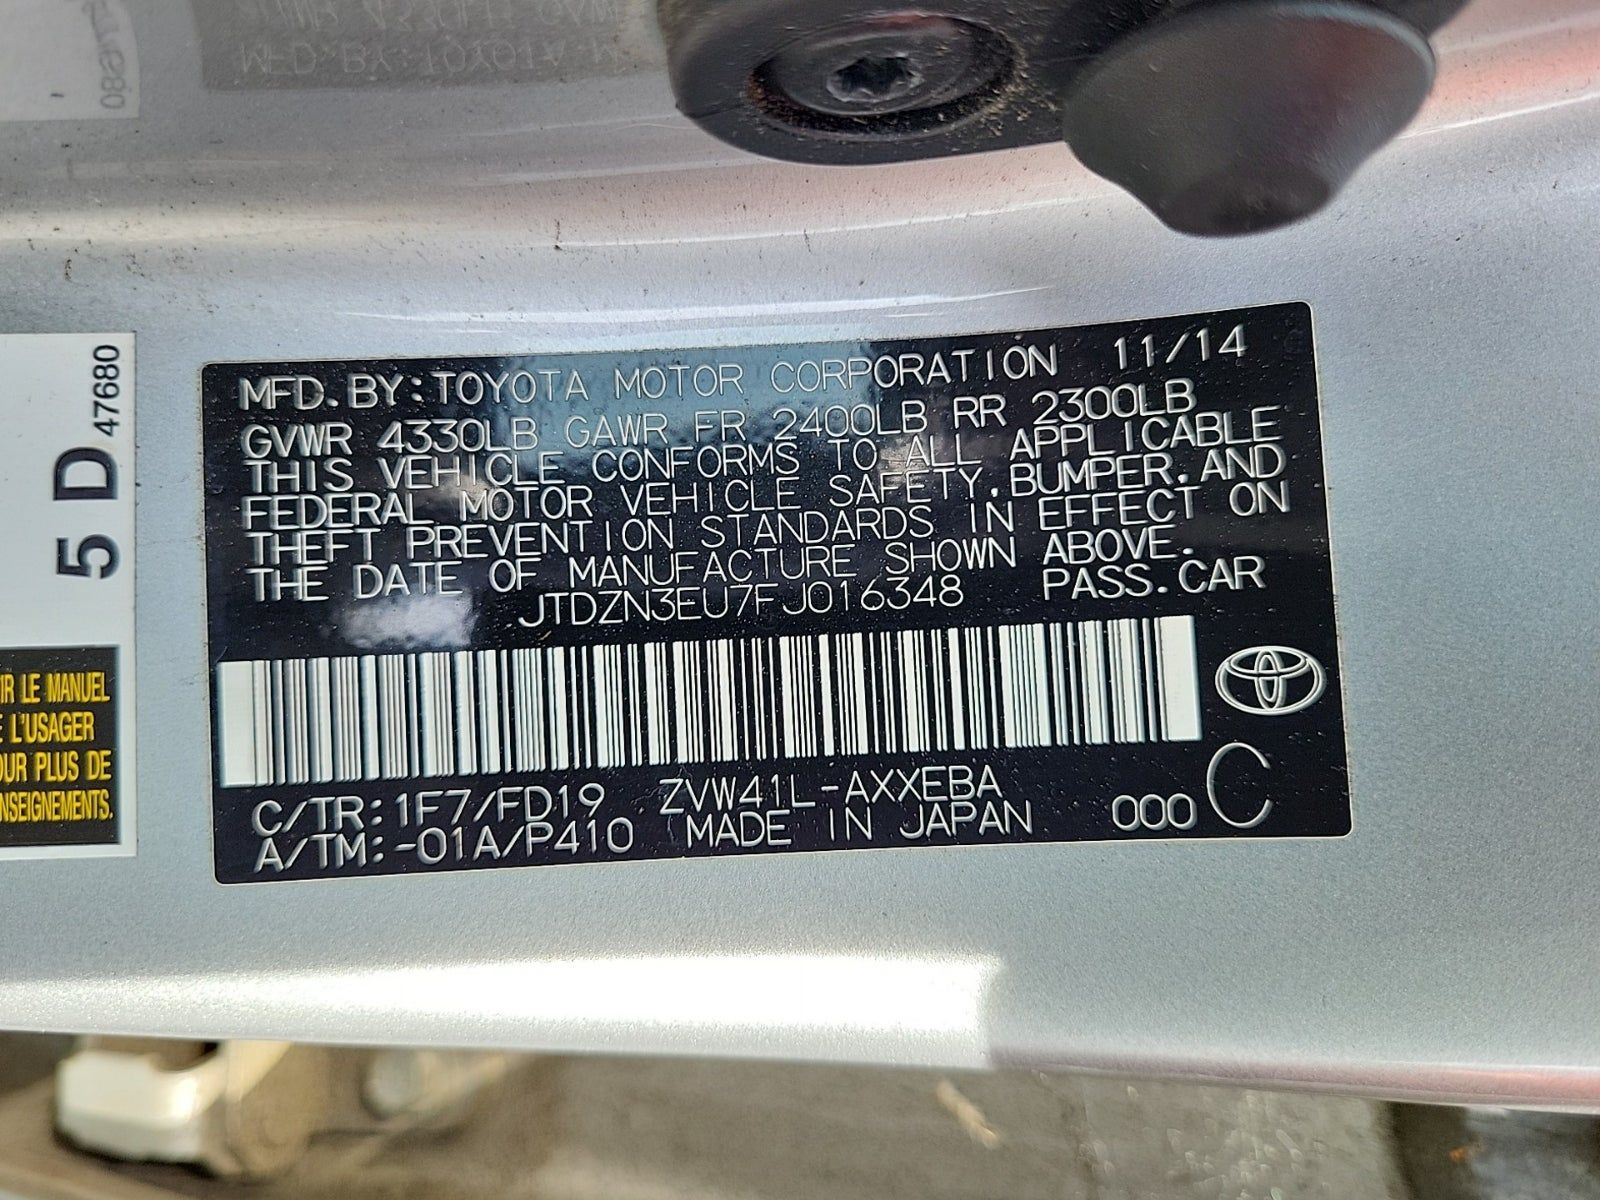 MFD. BY: TOYOTA MOTOR CORPORATION 11/14
GVWR 4330LB GAWR FR 2400LB RR 2300LB
THIS VEHICLE CONFORMS TO ALL APPLICABLE
FEDERAL MOTOR VEHICLE SAFETY, BUMPER, AND
THEFT PREVENTION STANDARDS IN EFFECT ON
THE DATE OF MANUFACTURE SHOWN ABOVE.
JTDZN3EU7FJ016348 PASS. CAR
C/TR: 1F7/FD19 ZVW41L-AXXEBA
A/TM: -01A/P410 MADE IN JAPAN 000 C
5 D 47680
LE MANUEL
L'USAGER
PLUS DE